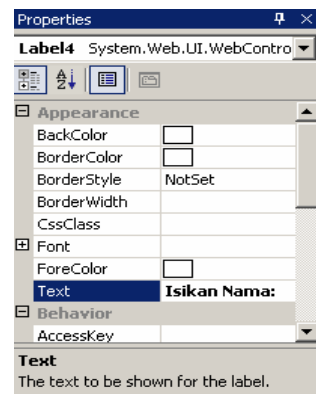 Properties
Label4 System.Web.UI.WebContro
Appearance
BackColor
BorderColor
BorderStyle NotSet
BorderWidth
CssClass
Font
ForeColor
Text Isikan Nama:
Behavior
AccessKey
Text
The text to be shown for the label.